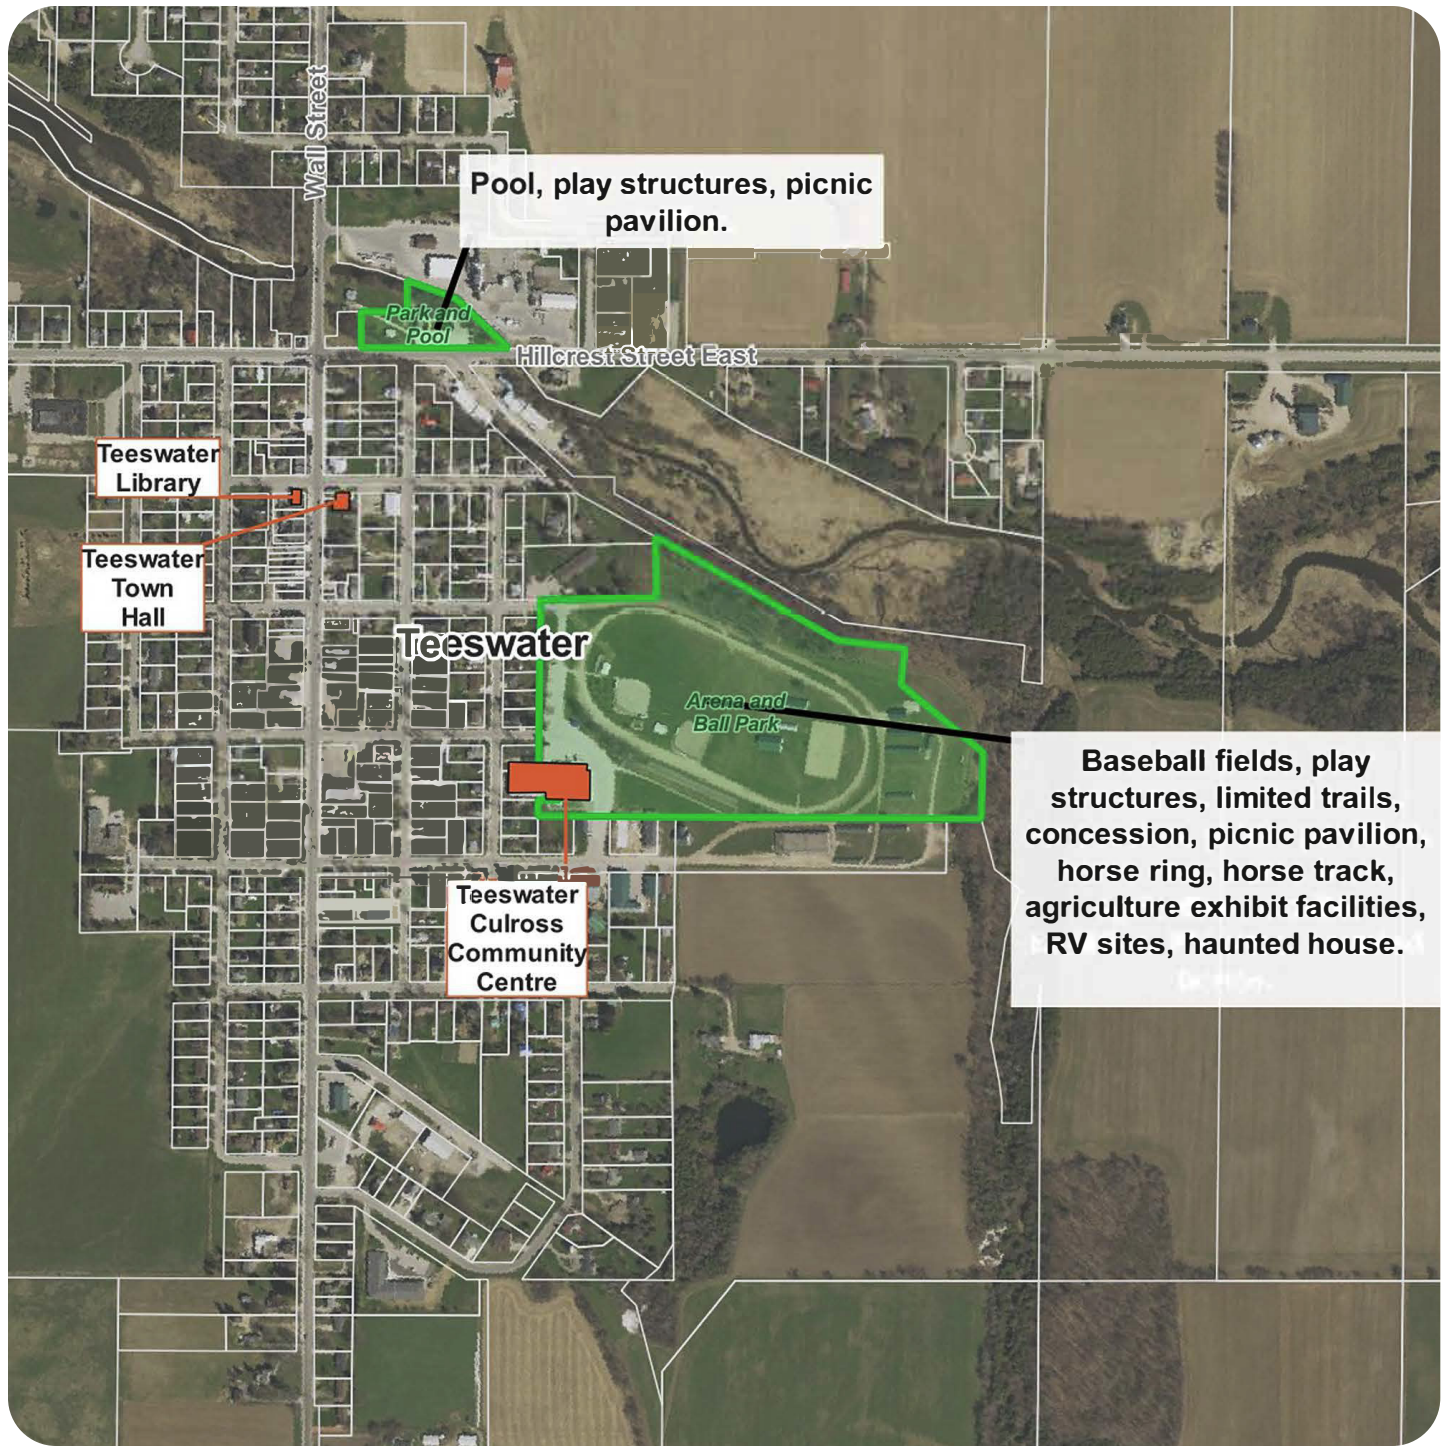 Wall Street
Pool, play structures, picnic
pavilion.
Park and
Pool
Hillcrest Street East
Teeswater
Library
Teeswater
Town
Hall
Teeswater
Arena and
Ball Park
Baseball fields, play
structures, limited trails,
concession, picnic pavilion,
horse ring, horse track,
agriculture exhibit facilities,
RV sites, haunted house.
Teeswater
Culross
Community
Centre